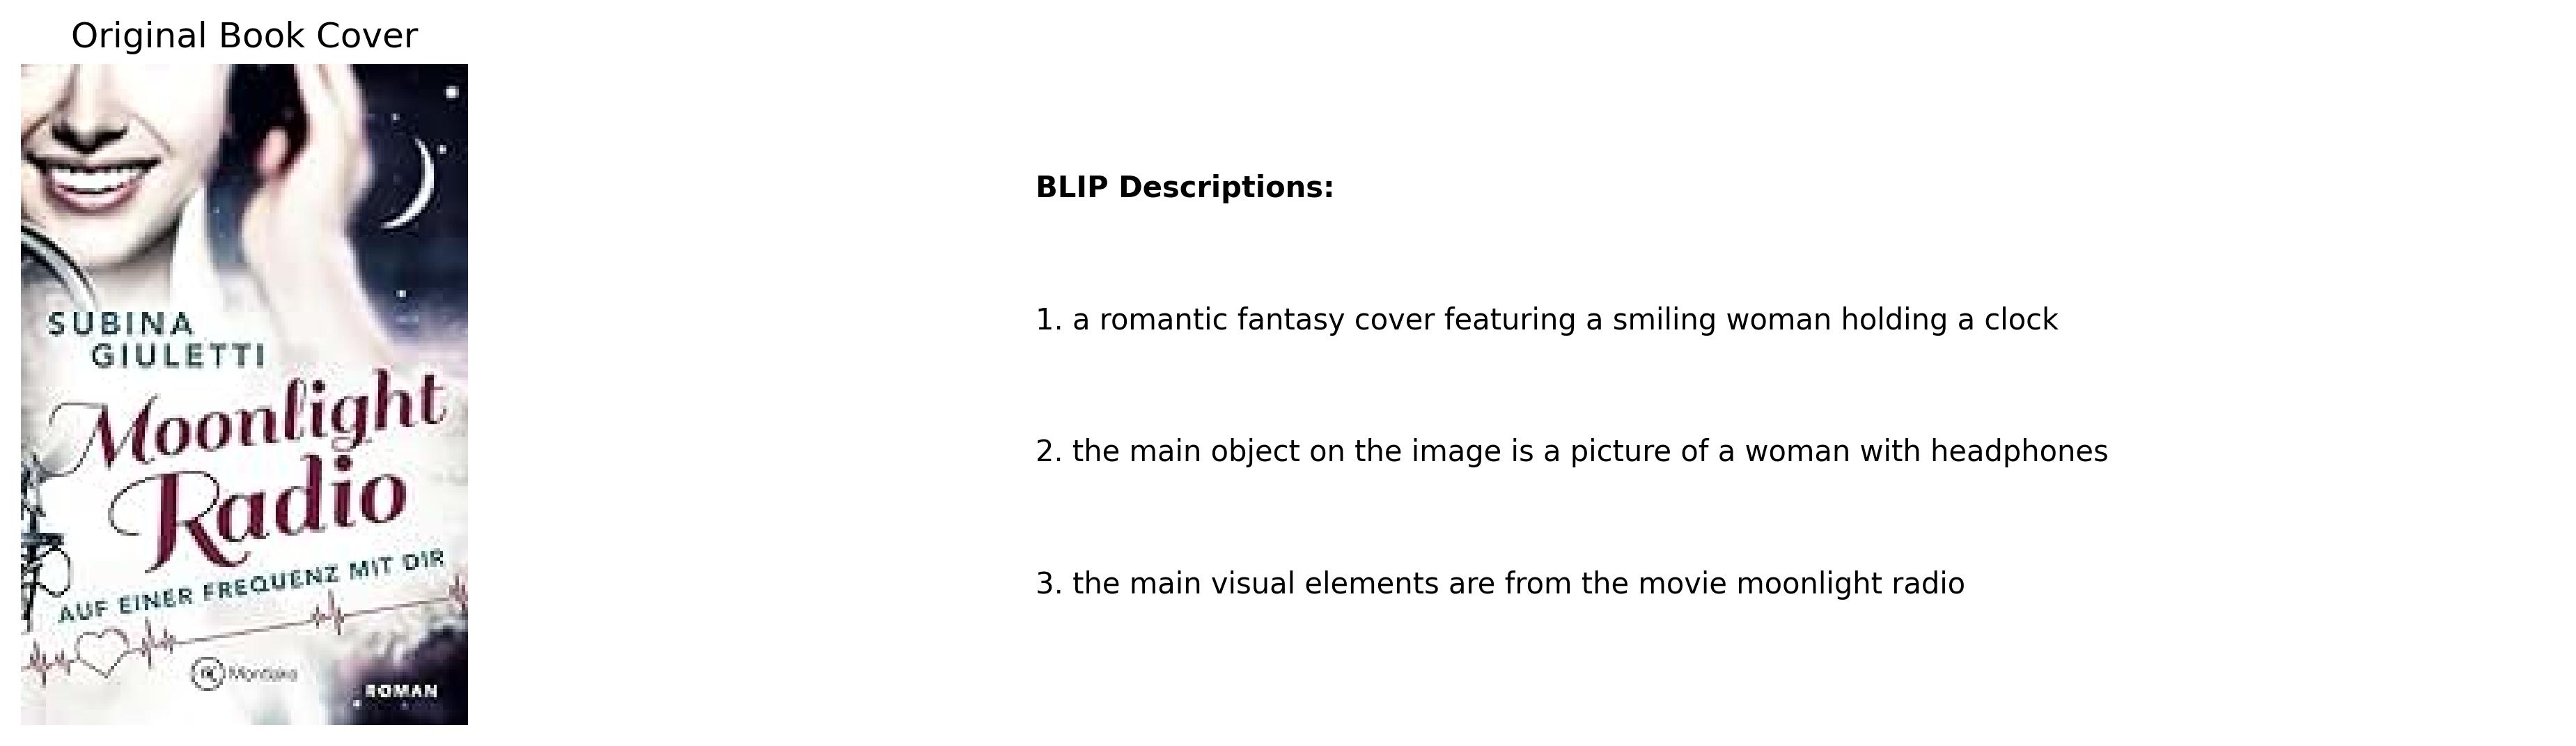 Original Book Cover
SUBINA
GIULETTI
Moonlight
Radio
AUF EINER FREQUENZ MIT DIR
Montlake
ROMAN
BLIP Descriptions:
1. a romantic fantasy cover featuring a smiling woman holding a clock
2. the main object on the image is a picture of a woman with headphones
3. the main visual elements are from the movie moonlight radio